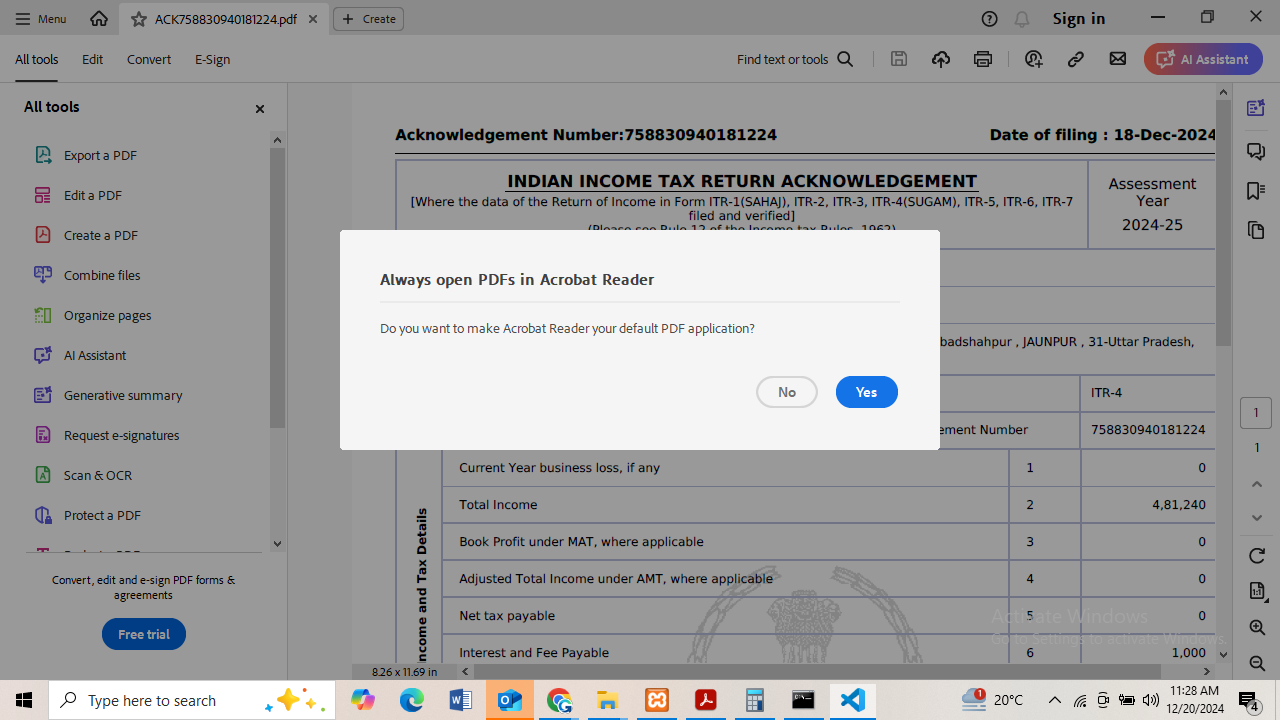 Menu
ACK758830940181224.pdf
Create
Sign in
All tools
Edit
Convert
E-Sign
Find text or tools
AI Assistant
All tools
Export a PDF
Edit a PDF
Create a PDF
Combine files
Organize pages
AI Assistant
Generative summary
Request e-signatures
Scan & OCR
Protect a PDF
Convert, edit and e-sign PDF forms &
agreements
Free trial
Acknowledgement Number:758830940181224
Date of filing : 18-Dec-2024
INDIAN INCOME TAX RETURN ACKNOWLEDGEMENT
[Where the data of the Return of Income in Form ITR-1(SAHAJ), ITR-2, ITR-3, ITR-4(SUGAM), ITR-5, ITR-6, ITR-7
filed and verified]
(Please see Rule 12 of the Income-tax Rules, 1962)
Assessment
Year
2024-25
Always open PDFs in Acrobat Reader
Do you want to make Acrobat Reader your default PDF application?
No
Yes
badshahpur , JAUNPUR , 31-Uttar Pradesh,
ITR-4
ement Number
758830940181224
Current Year business loss, if any 1 0
Total Income 2 4,81,240
Book Profit under MAT, where applicable 3 0
Adjusted Total Income under AMT, where applicable 4 0
Net tax payable 5 0
Interest and Fee Payable 6 1,000
ncome and Tax Details
Activate Windows
Go to Settings to activate Windows.
8.26 x 11.69 in
1
1
Type here to search
1
20°C
11:28 AM
12/20/2024
4